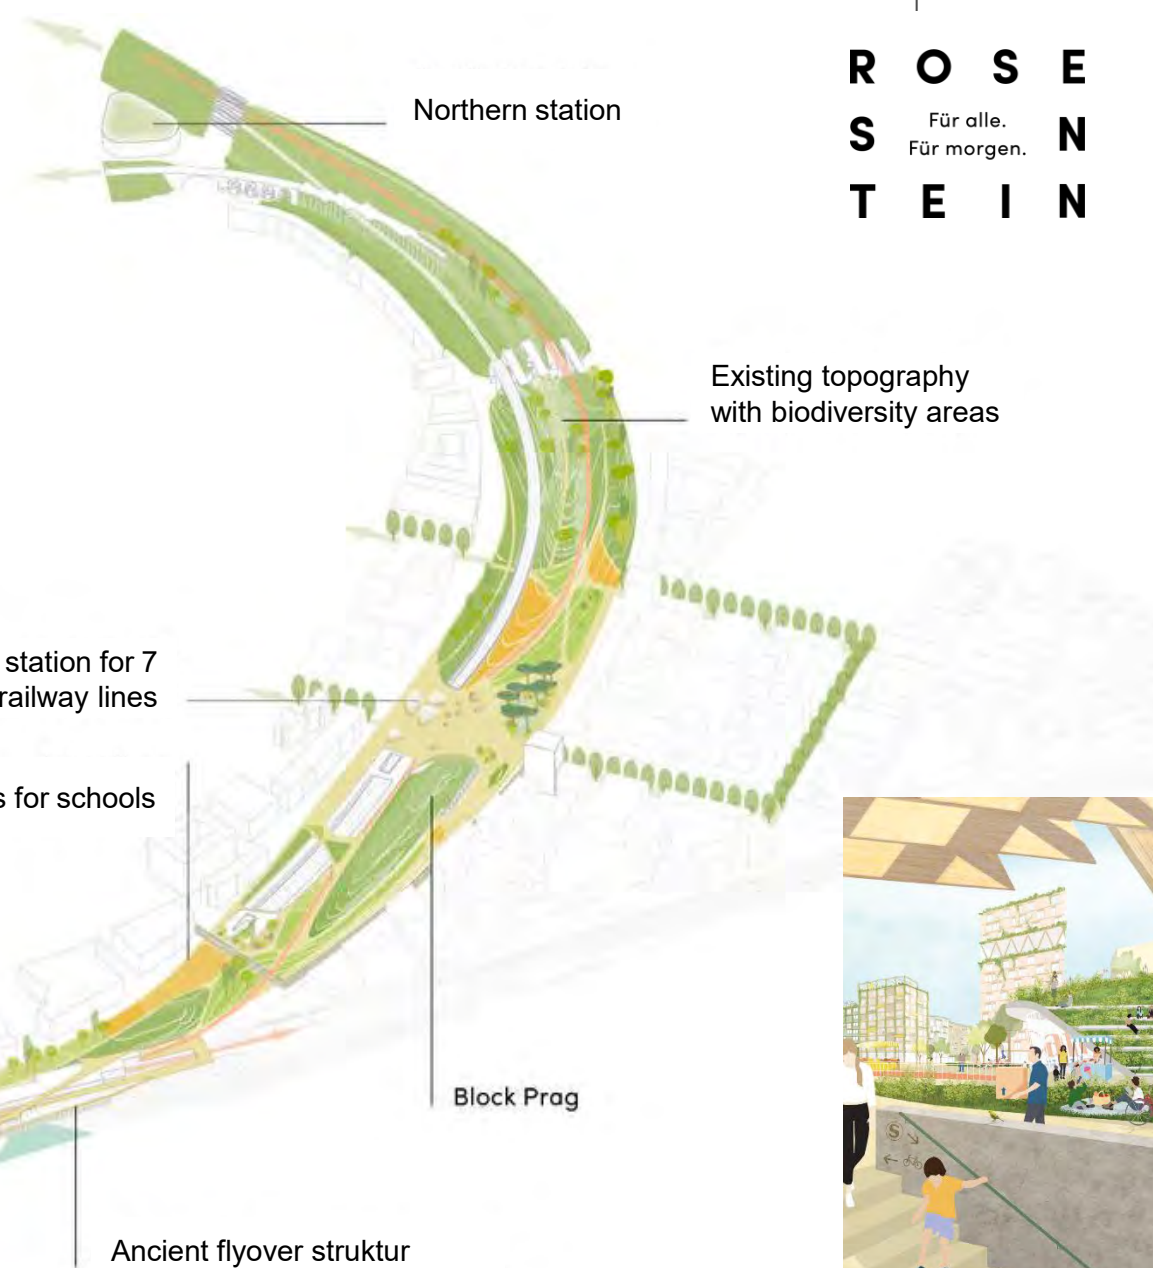 R O S E
S Für alle. N
Für morgen.
T E I N
Northern station
Existing topography
with biodiversity areas
station for 7
railway lines
s for schools
Block Prag
Ancient flyover struktur
S